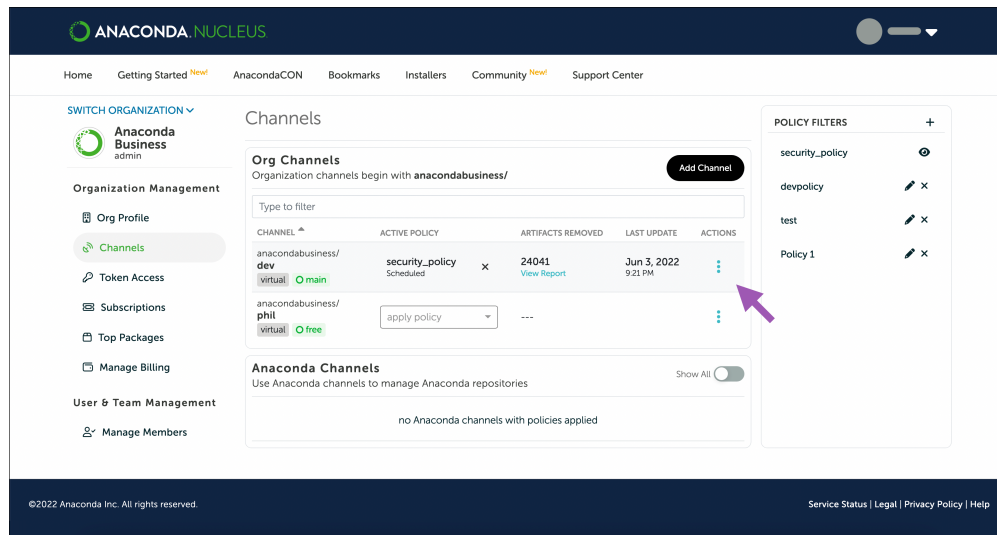 ANACONDA.NUCLEUS.
Home Getting Started New! AnacondaCON Bookmarks Installers Community New! Support Center
SWITCH ORGANIZATION
Anaconda
Business
admin
Organization Management
Org Profile
Channels
Token Access
Subscriptions
Top Packages
Manage Billing
User & Team Management
Manage Members
Channels
Org Channels
Organization channels begin with anacondabusiness/
Add Channel
Type to filter
CHANNEL ACTIVE POLICY ARTIFACTS REMOVED LAST UPDATE ACTIONS
anacondabusiness/
dev
virtual main
security_policy
Scheduled
24041
View Report
Jun 3, 2022
9:21 PM
anacondabusiness/
phil
virtual free
apply policy
---
Anaconda Channels
Use Anaconda channels to manage Anaconda repositories
Show All
no Anaconda channels with policies applied
POLICY FILTERS +
security_policy
devpolicy
test
Policy 1
©2022 Anaconda Inc. All rights reserved.
Service Status | Legal | Privacy Policy | Help